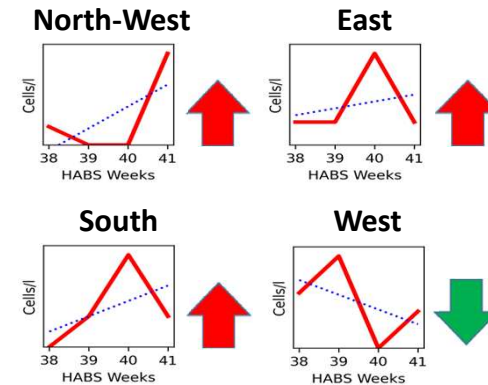 North-West
Cells/l
38 39 40 41
HABS Weeks
East
Cells/l
38 39 40 41
HABS Weeks
South
Cells/l
38 39 40 41
HABS Weeks
West
Cells/l
38 39 40 41
HABS Weeks